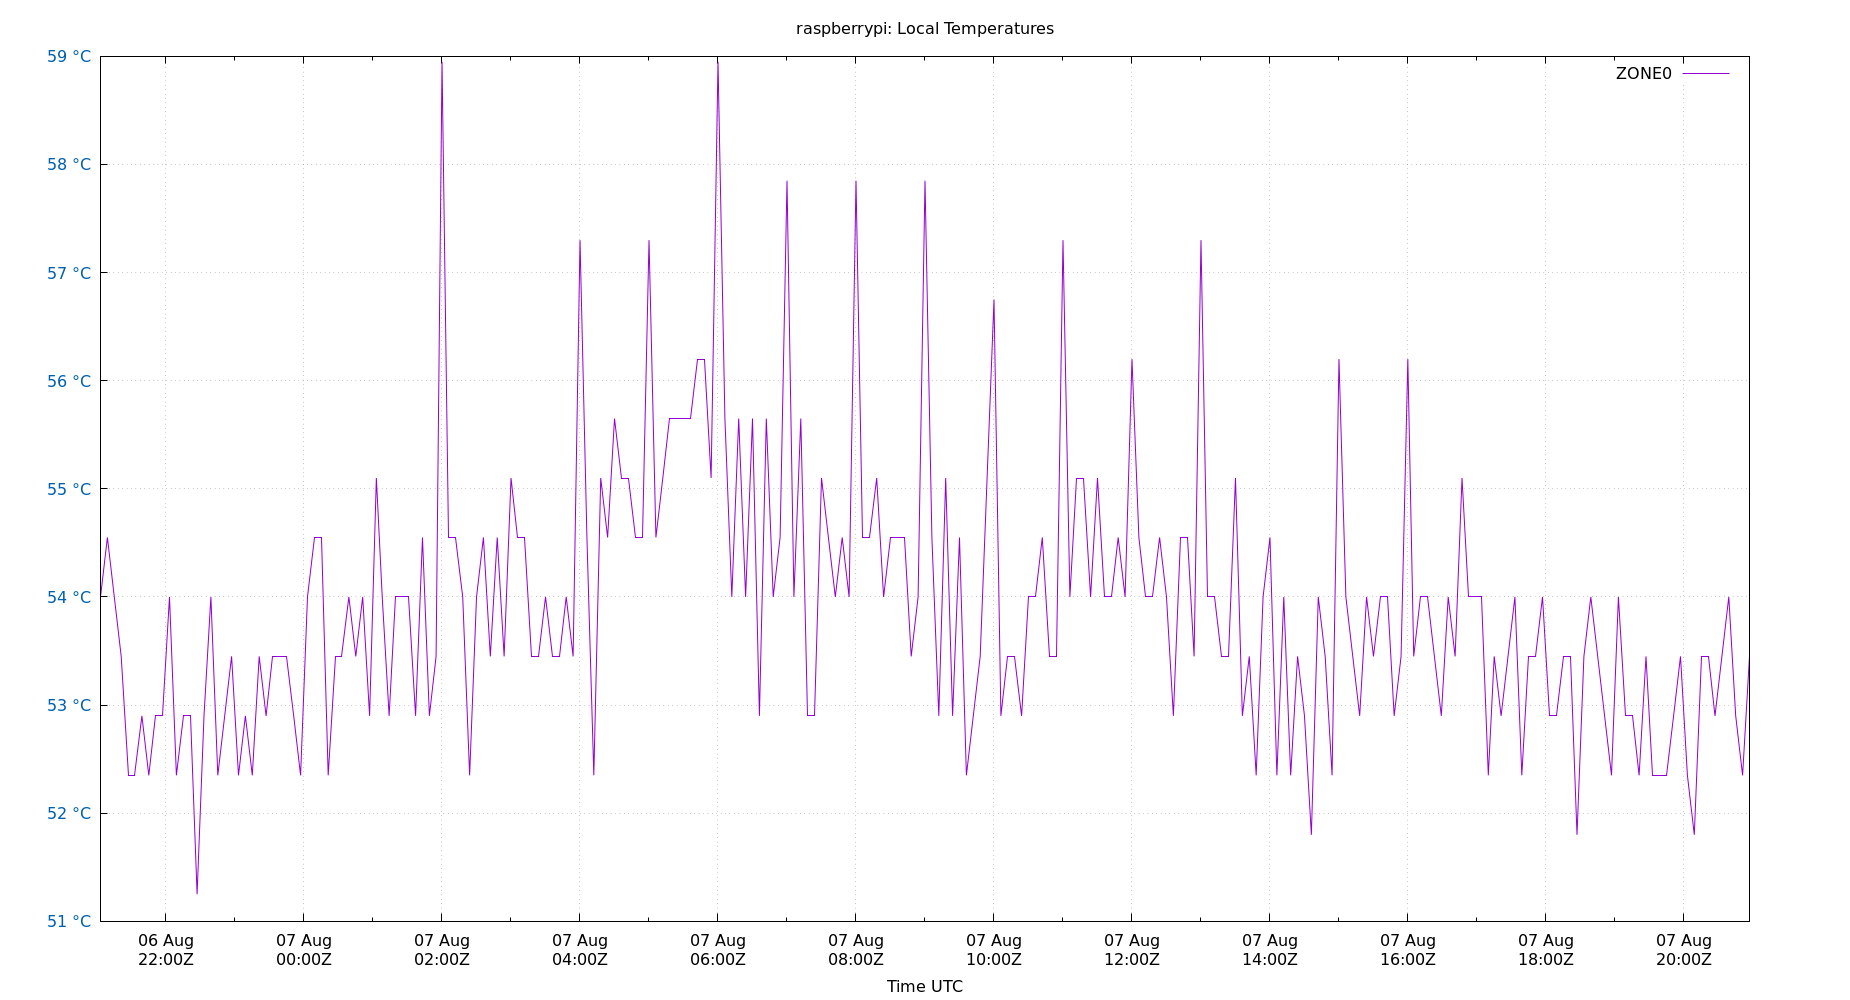 raspberrypi: Local Temperatures
59 °C
ZONE0
58 °C
57 °C
56 °C
55 °C
54 °C
53 °C
52 °C
51 °C
06 Aug 07 Aug 07 Aug 07 Aug 07 Aug 07 Aug 07 Aug 07 Aug 07 Aug 07 Aug 07 Aug 07 Aug
22:00Z 00:00Z 02:00Z 04:00Z 06:00Z 08:00Z 10:00Z 12:00Z 14:00Z 16:00Z 18:00Z 20:00Z
Time UTC